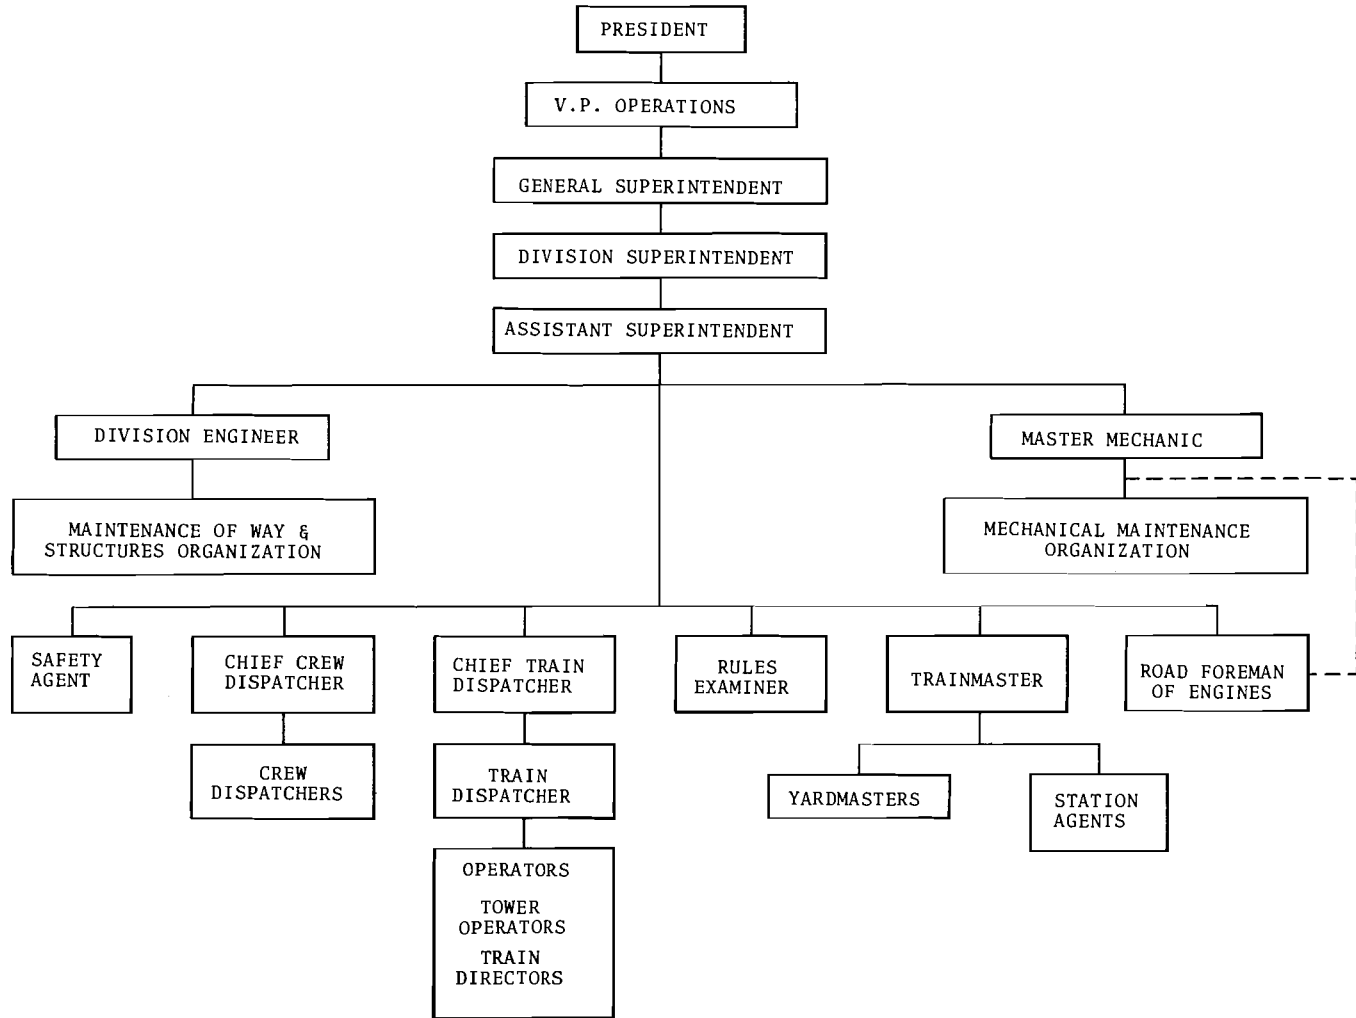 PRESIDENT
V.P. OPERATIONS
GENERAL SUPERINTENDENT
DIVISION SUPERINTENDENT
ASSISTANT SUPERINTENDENT
DIVISION ENGINEER
MASTER MECHANIC
MAINTENANCE OF WAY &
STRUCTURES ORGANIZATION
MECHANICAL MAINTENANCE
ORGANIZATION
SAFETY
AGENT
CHIEF CREW
DISPATCHER
CHIEF TRAIN
DISPATCHER
RULES
EXAMINER
TRAINMASTER
ROAD FOREMAN
OF ENGINES
CREW
DISPATCHERS
TRAIN
DISPATCHER
YARDMASTERS
STATION
AGENTS
OPERATORS
TOWER
OPERATORS
TRAIN
DIRECTORS